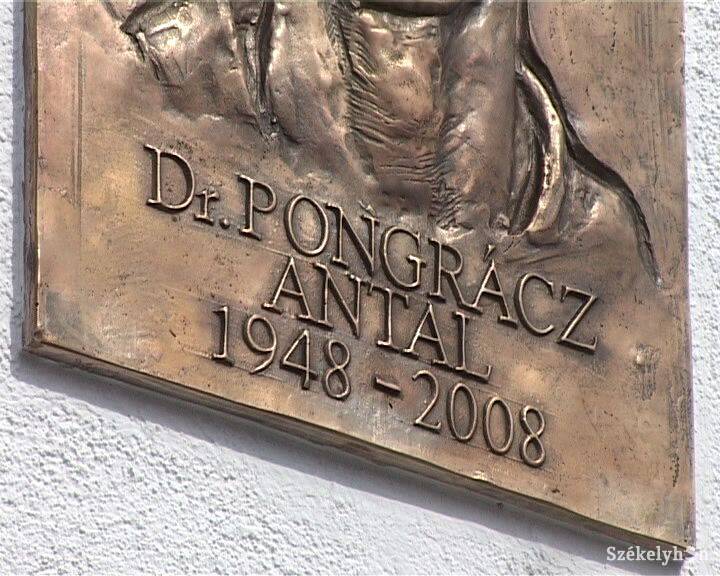 Dr. PONGRÁCZ
ANTAL
1948 - 2008